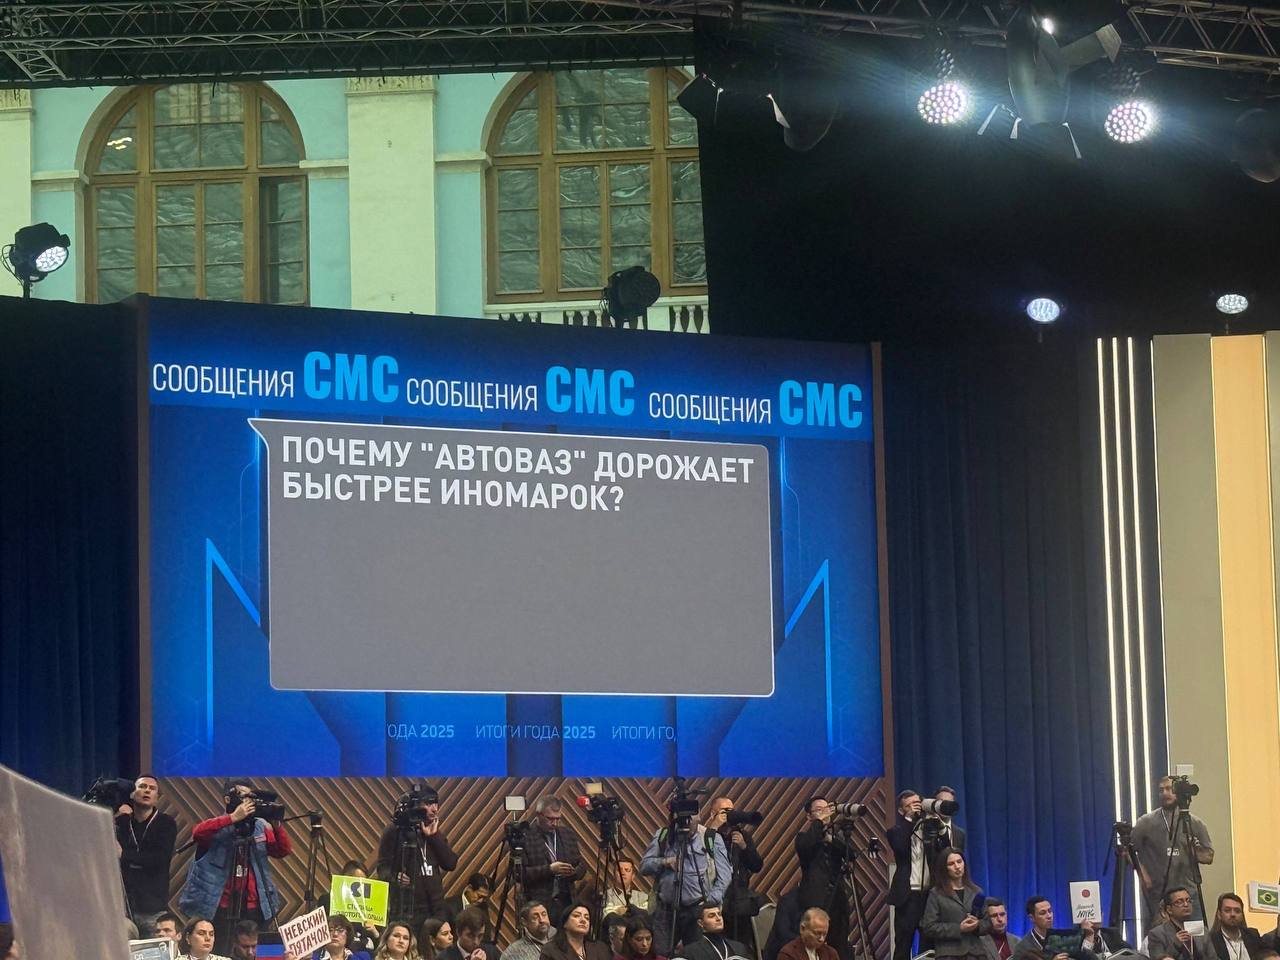 СООБЩЕНИЯ СМС СООБЩЕНИЯ СМС СООБЩЕНИЯ СМС
ПОЧЕМУ "АВТОВАЗ" ДОРОЖАЕТ
БЫСТРЕЕ ИНОМАРОК?
ОДА 2025 ИТОГИ ГОДА 2025 ИТОГИ ГО
НЕВСКИЙ
ПЯТАЧОК